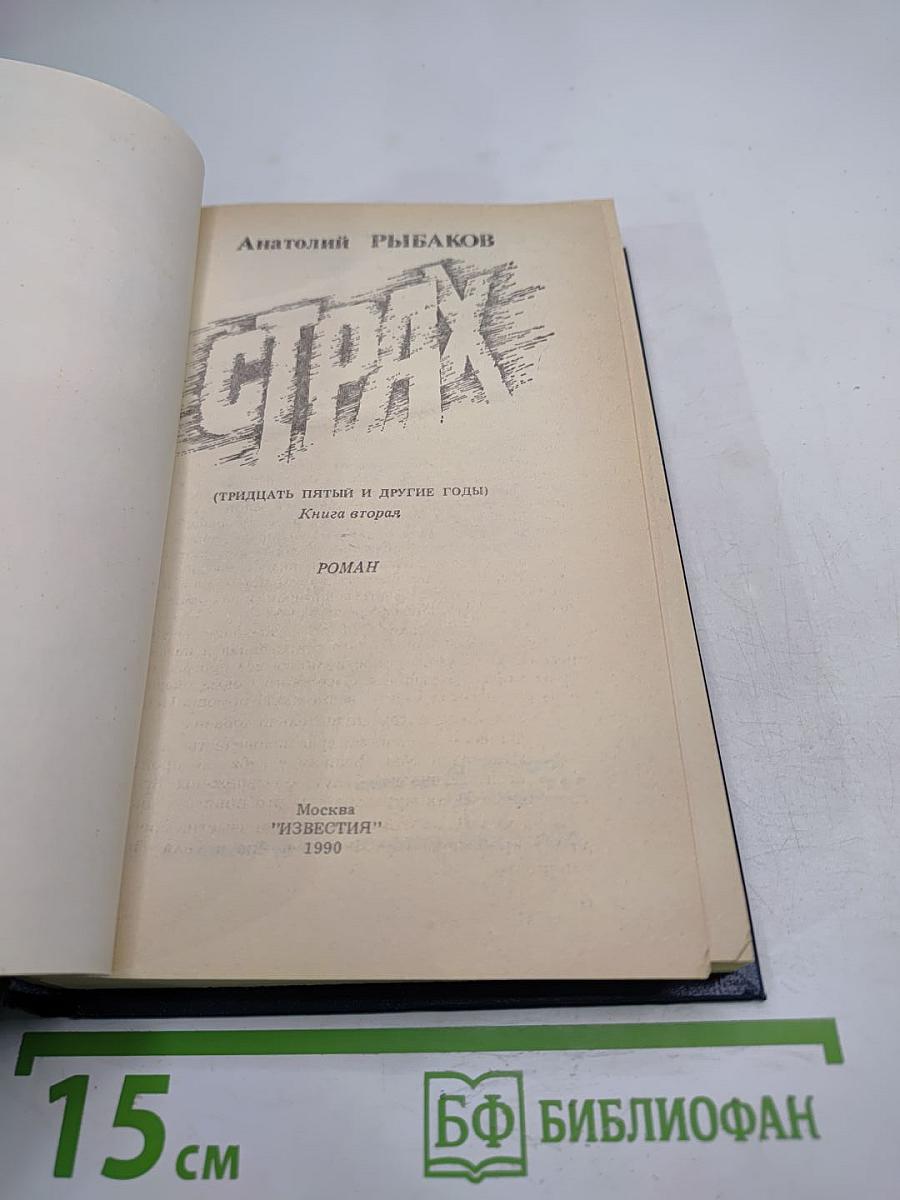 Анатолий РЫБАКОВ
СТРАХ
(ТРИДЦАТЬ ПЯТЫЙ И ДРУГИЕ ГОДЫ)
Книга вторая
РОМАН
Москва
"ИЗВЕСТИЯ"
1990
15 см
БФ БИБЛИОФАН